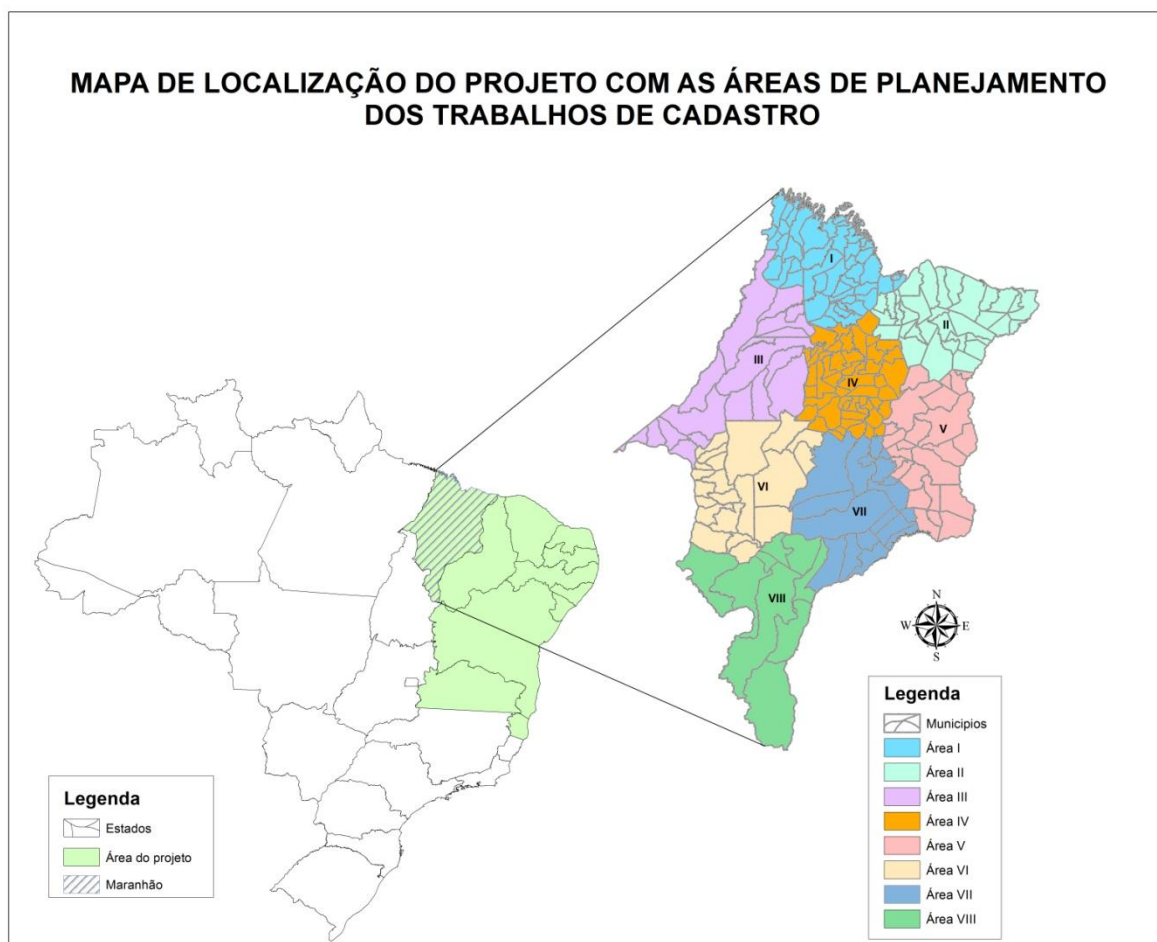 MAPA DE LOCALIZAÇÃO DO PROJETO COM AS ÁREAS DE PLANEJAMENTO
DOS TRABALHOS DE CADASTRO
I
II
III
IV
V
VI
VII
VIII
N
W
E
S
Legenda
Estados
Área do projeto
Maranhão
Legenda
Municipios
Área I
Área II
Área III
Área IV
Área V
Área VI
Área VII
Área VIII